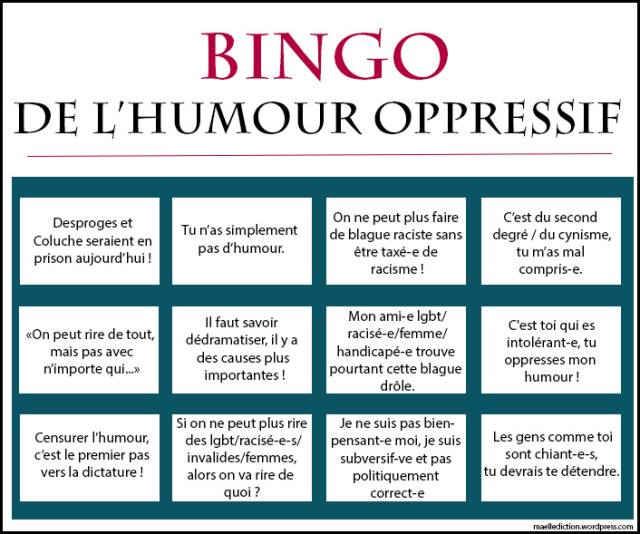 BINGO
DE L'HUMOUR OPPRESSIF
Desproges et
Coluche seraient en
prison aujourd'hui !
Tu n'as simplement
pas d'humour.
On ne peut plus faire
de blague raciste sans
être taxé-e de
racisme !
C'est du second
degré / du cynisme,
tu m'as mal
compris-e.
«On peut rire de tout,
mais pas avec
n'importe qui...»
Il faut savoir
dédramatiser, il y a
des causes plus
importantes !
Mon ami-e lgbt/
racisé-e/femme/
handicapé-e trouve
pourtant cette blague
drôle.
C'est toi qui es
intolérant-e, tu
oppresses mon
humour !
Censurer l'humour,
c'est le premier pas
vers la dictature !
Si on ne peut plus rire
des lgbt/racisé-e-s/
invalides/femmes,
alors on va rire de
quoi ?
Je ne suis pas bien-
pensant-e moi, je suis
subversif-ve et pas
politiquement
correct-e
Les gens comme toi
sont chiant-e-s,
tu devrais te détendre.
maellediction.wordpress.com